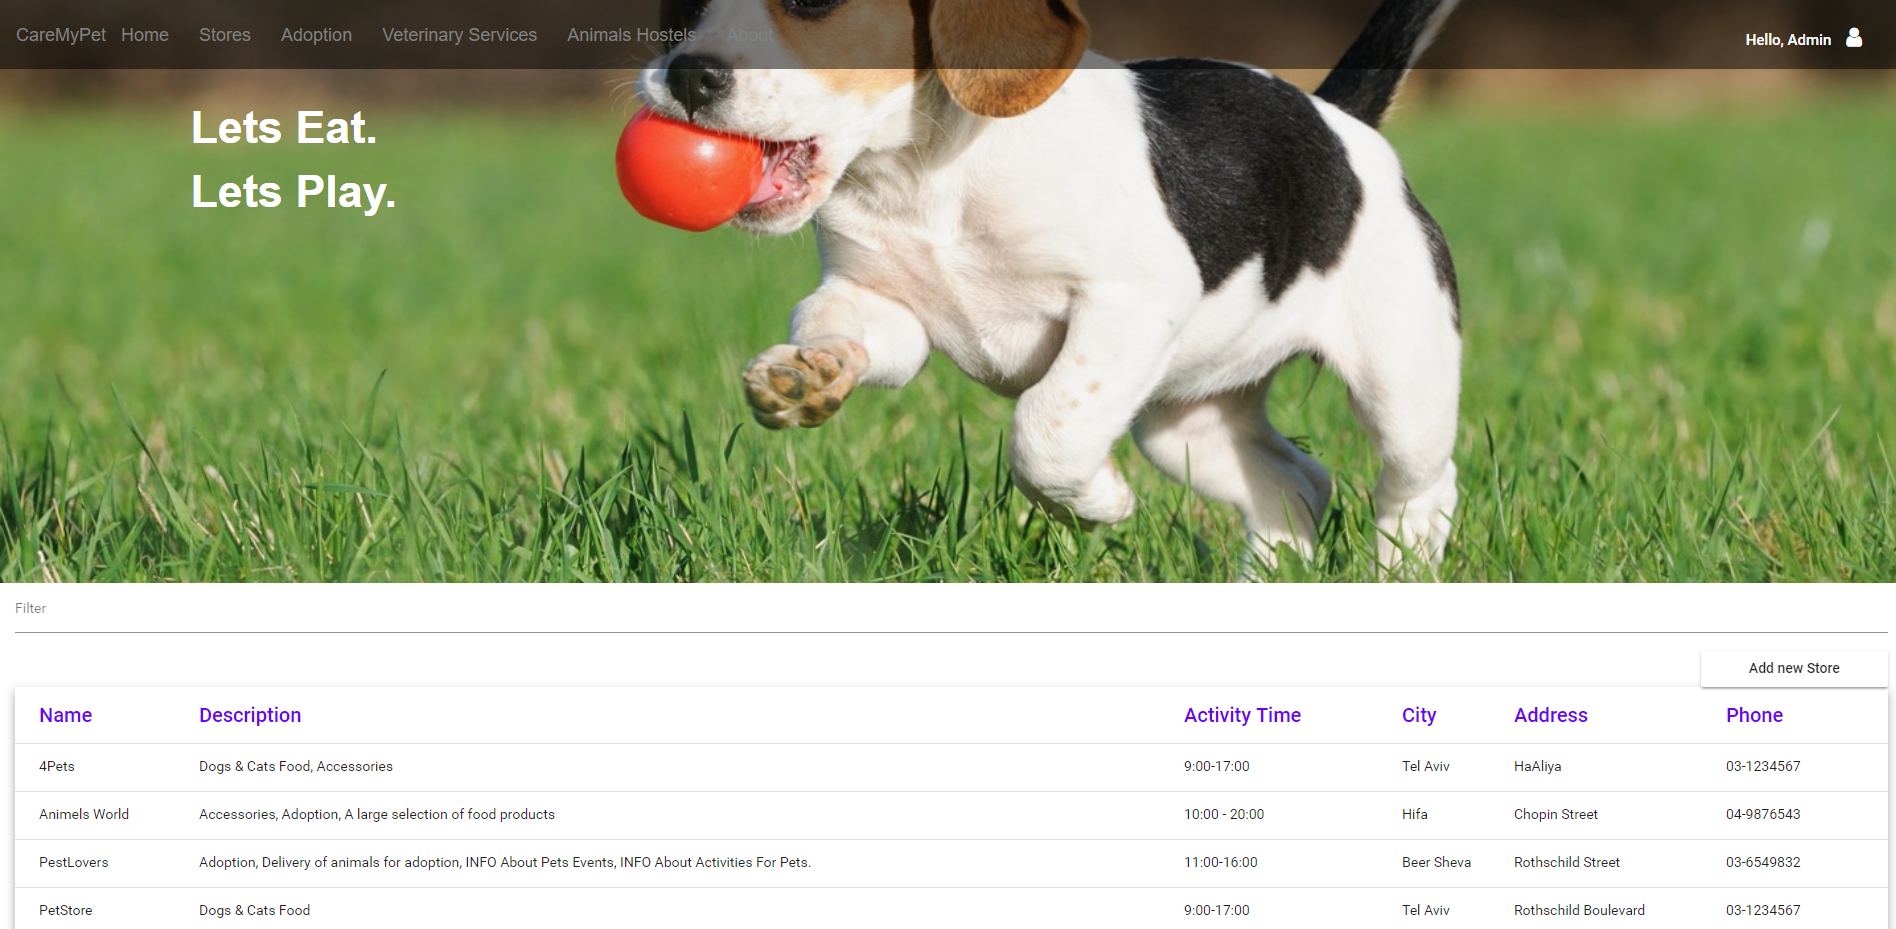 CareMyPet Home Stores Adoption Veterinary Services Animals Hostels About
Hello, Admin
Lets Eat.
Lets Play.
Filter
Add new Store
Name Description Activity Time City Address Phone
4Pets Dogs & Cats Food, Accessories 9:00-17:00 Tel Aviv HaAliya 03-1234567
Animels World Accessories, Adoption, A large selection of food products 10:00 - 20:00 Hifa Chopin Street 04-9876543
PestLovers Adoption, Delivery of animals for adoption, INFO About Pets Events, INFO About Activities For Pets. 11:00-16:00 Beer Sheva Rothschild Street 03-6549832
PetStore Dogs & Cats Food 9:00-17:00 Tel Aviv Rothschild Boulevard 03-1234567